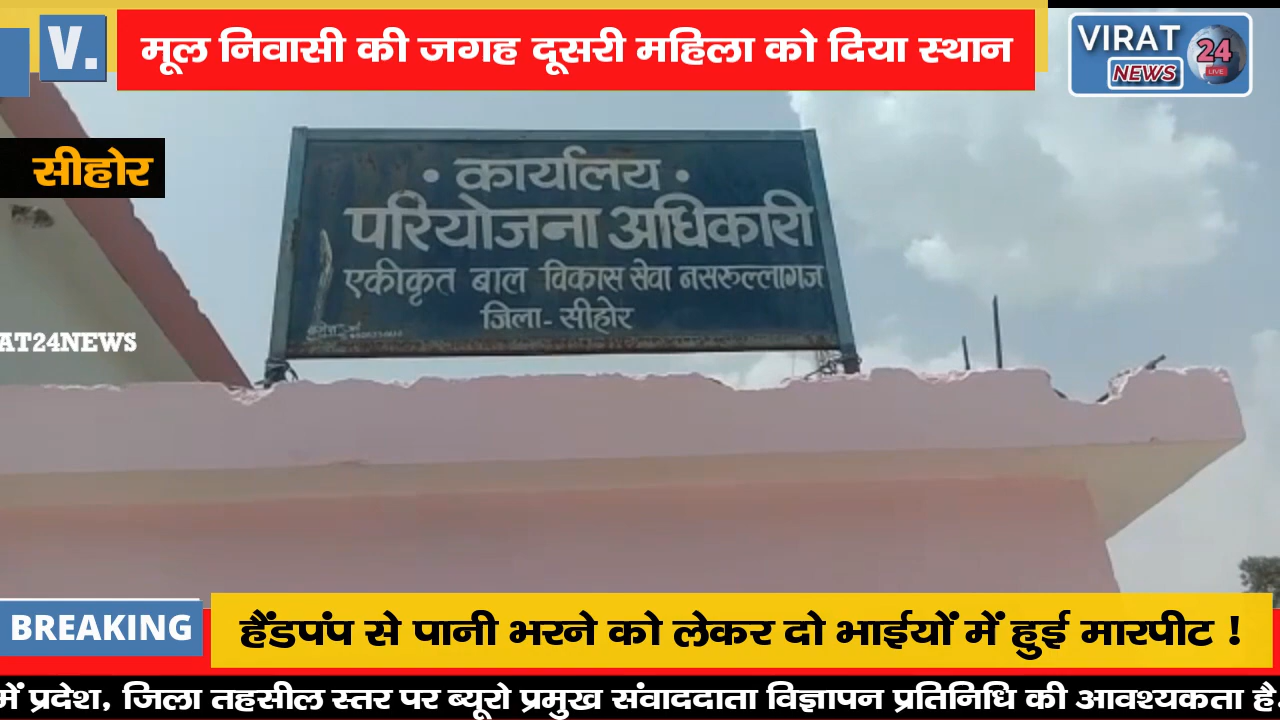 V.
मूल निवासी की जगह दूसरी महिला को दिया स्थान
VIRAT
24
LIVE
NEWS
सीहोर
• कार्यालय •
परियोजना अधिकारी
एकीकृत बाल विकास सेवा नसरूल्लागज
जिला - सीहोर
AT24NEWS
BREAKING
हैंडपंप से पानी भरने को लेकर दो भाईयों में हुई मारपीट !
में प्रदेश, जिला तहसील स्तर पर ब्यूरो प्रमुख संवाददाता विज्ञापन प्रतिनिधि की आवश्यकता है,